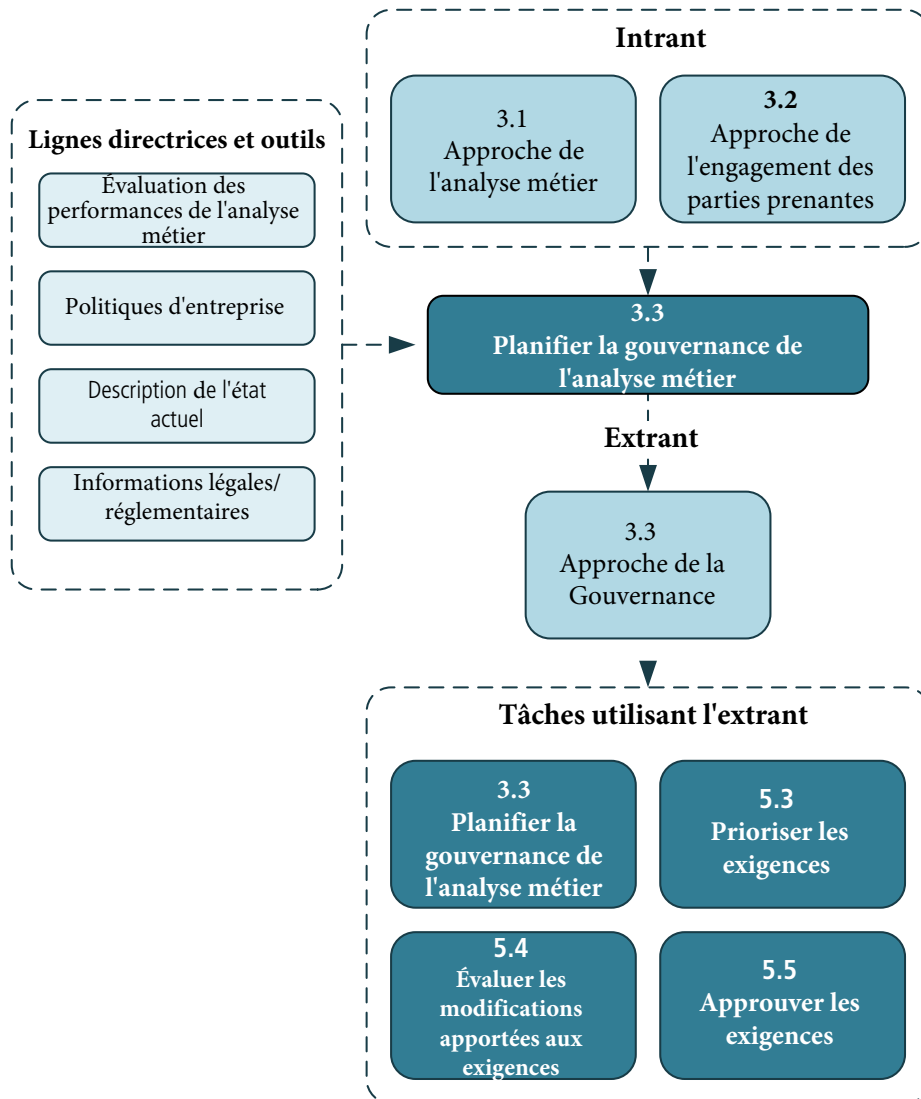 Intrant
3.1
Approche de
l'analyse métier
3.2
Approche de
l'engagement des
parties prenantes
Lignes directrices et outils
Évaluation des
performances de l'analyse
métier
Politiques d'entreprise
Description de l'état
actuel
Informations légales/
réglementaires
3.3
Planifier la gouvernance de
l'analyse métier
Extrant
3.3
Approche de la
Gouvernance
Tâches utilisant l'extrant
3.3
Planifier la
gouvernance de
l'analyse métier
5.3
Prioriser les
exigences
5.4
Évaluer les
modifications
apportées aux
exigences
5.5
Approuver les
exigences